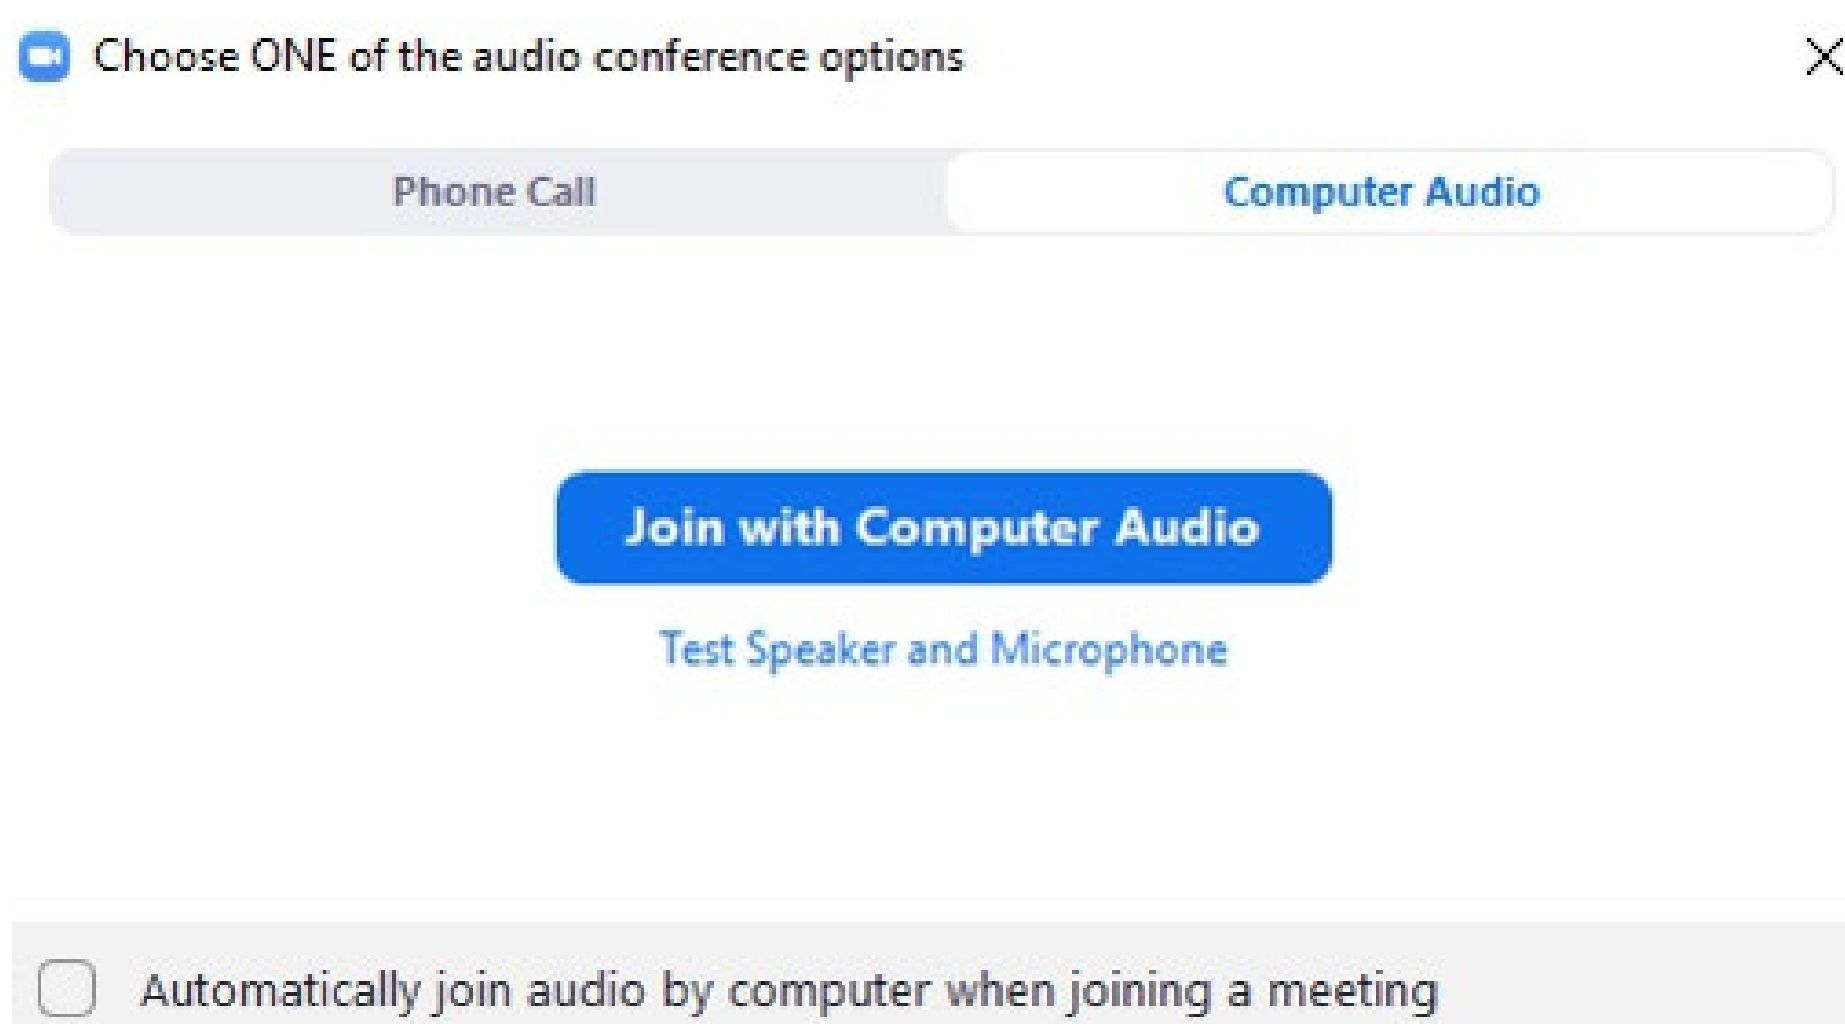 Choose ONE of the audio conference options
Phone Call
Computer Audio
Join with Computer Audio
Test Speaker and Microphone
Automatically join audio by computer when joining a meeting